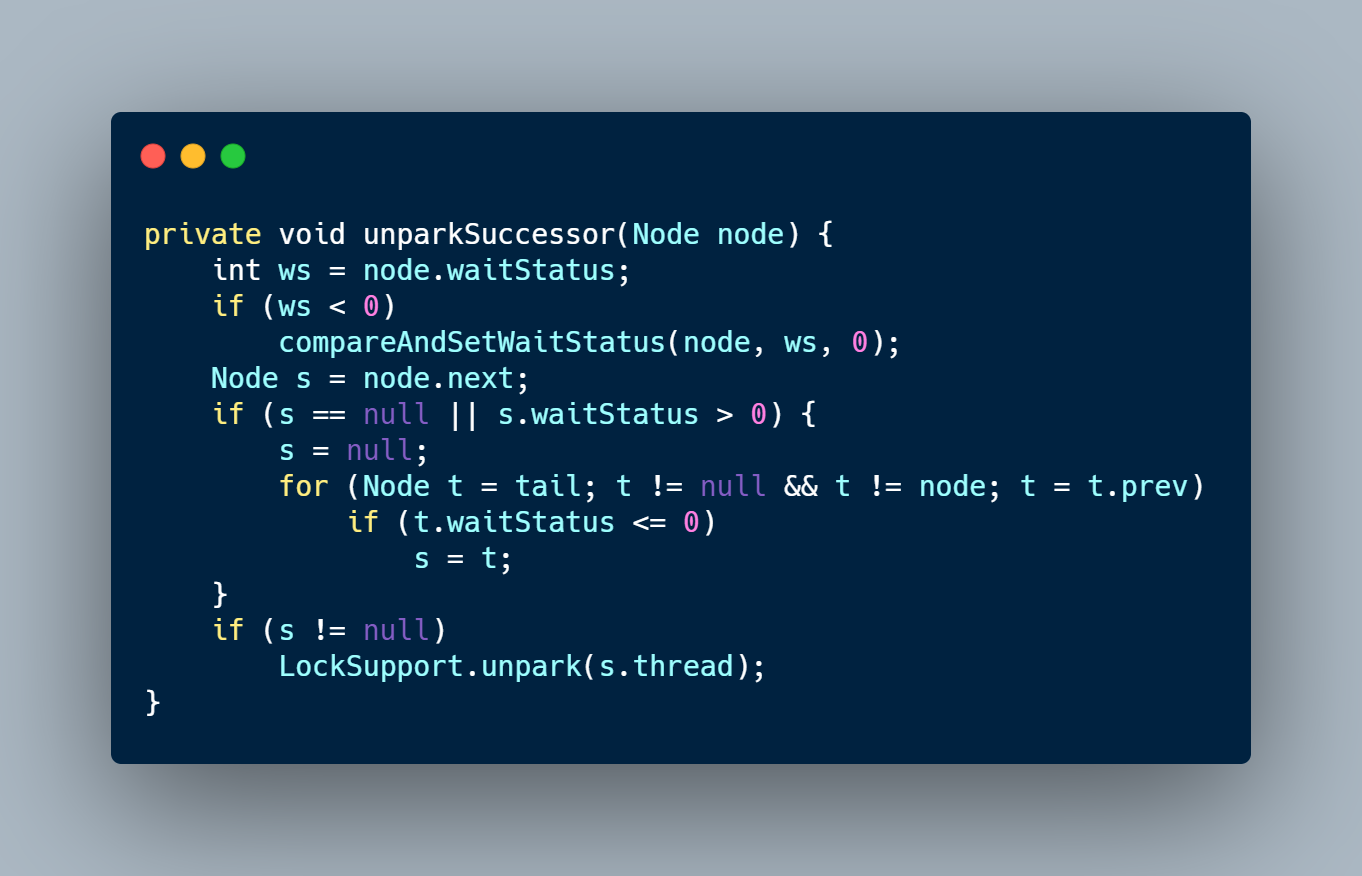 private void unparkSuccessor(Node node) {
    int ws = node.waitStatus;
    if (ws < 0)
        compareAndSetWaitStatus(node, ws, 0);
    Node s = node.next;
    if (s == null || s.waitStatus > 0) {
        s = null;
        for (Node t = tail; t != null && t != node; t = t.prev)
            if (t.waitStatus <= 0)
                s = t;
    }
    if (s != null)
        LockSupport.unpark(s.thread);
}